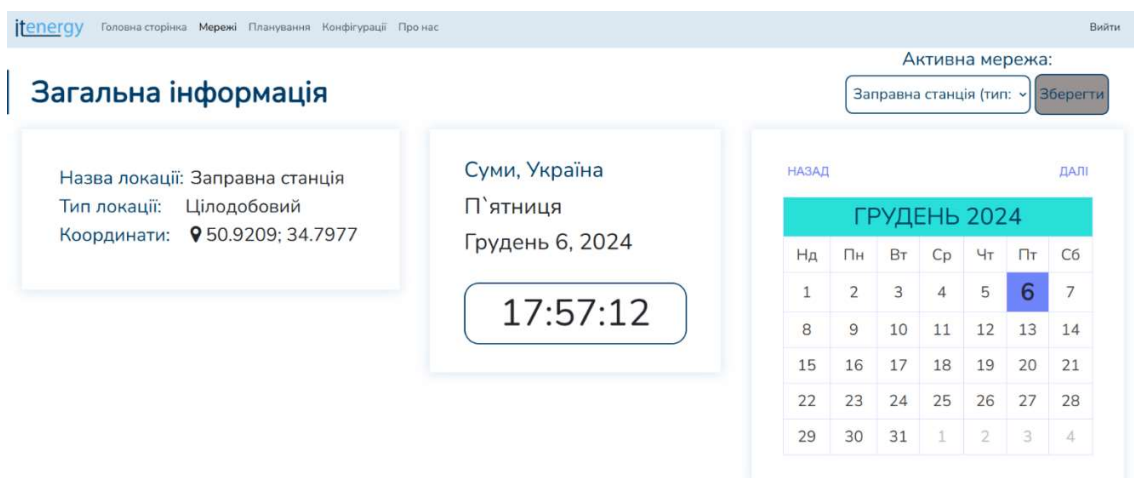 itenergy Головна сторінка Мережі Планування Конфігурації Про нас Вийти
Загальна інформація
Активна мережа:
Заправна станція (тип: Зберегти
Назва локації: Заправна станція
Тип локації: Цілодобовий
Координати: 50.9209; 34.7977
Суми, Україна
П`ятниця
Грудень 6, 2024
17:57:12
НАЗАД ДАЛІ
ГРУДЕНЬ 2024
Нд Пн Вт Ср Чт Пт Сб
1 2 3 4 5 6 7
8 9 10 11 12 13 14
15 16 17 18 19 20 21
22 23 24 25 26 27 28
29 30 31 1 2 3 4